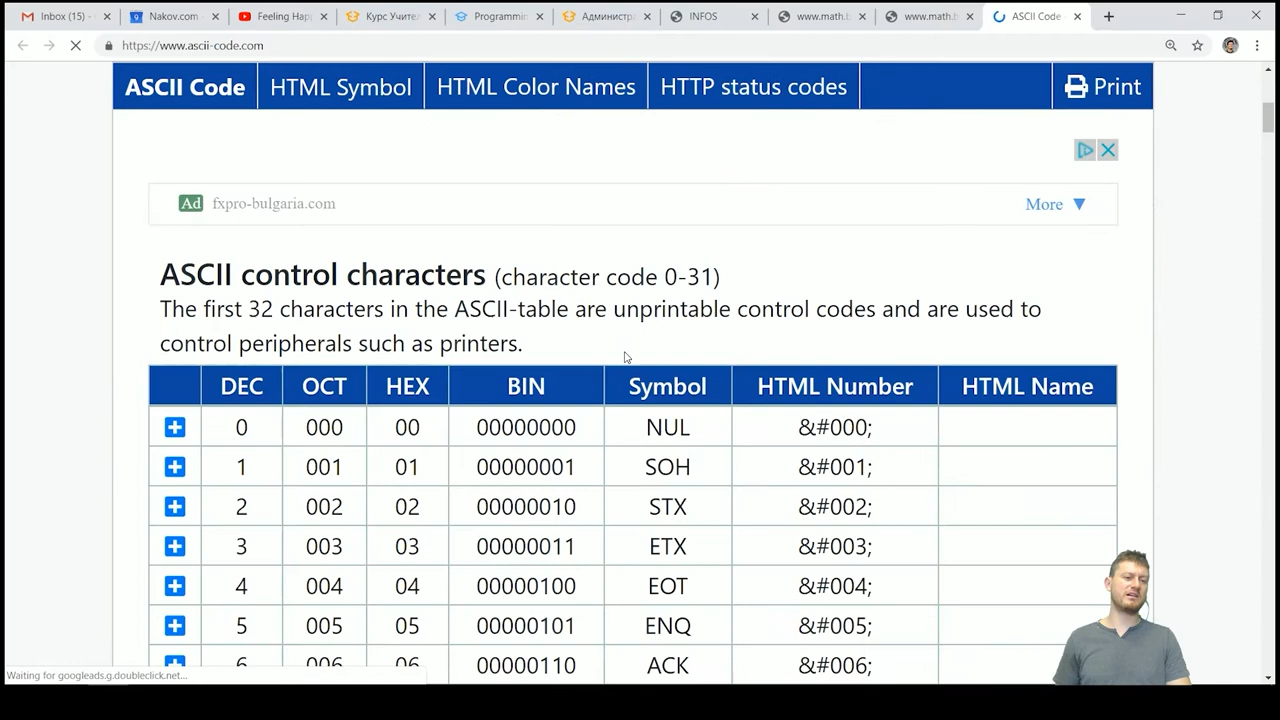 Inbox (15) -
Nakov.com -
Feeling Hap
Курс Учител
Programmin
Администра
INFOS
www.math.b
www.math.b
ASCII Code
https://www.ascii-code.com
ASCII Code
HTML Symbol
HTML Color Names
HTTP status codes
Print
Ad fxpro-bulgaria.com
More
ASCII control characters (character code 0-31)
The first 32 characters in the ASCII-table are unprintable control codes and are used to
control peripherals such as printers.
DEC OCT HEX BIN Symbol HTML Number HTML Name
0 000 00 00000000 NUL &#000;
1 001 01 00000001 SOH &#001;
2 002 02 00000010 STX &#002;
3 003 03 00000011 ETX &#003;
4 004 04 00000100 EOT &#004;
5 005 05 00000101 ENQ &#005;
6 006 06 00000110 ACK &#006;
Waiting for googleads.g.doubleclick.net...